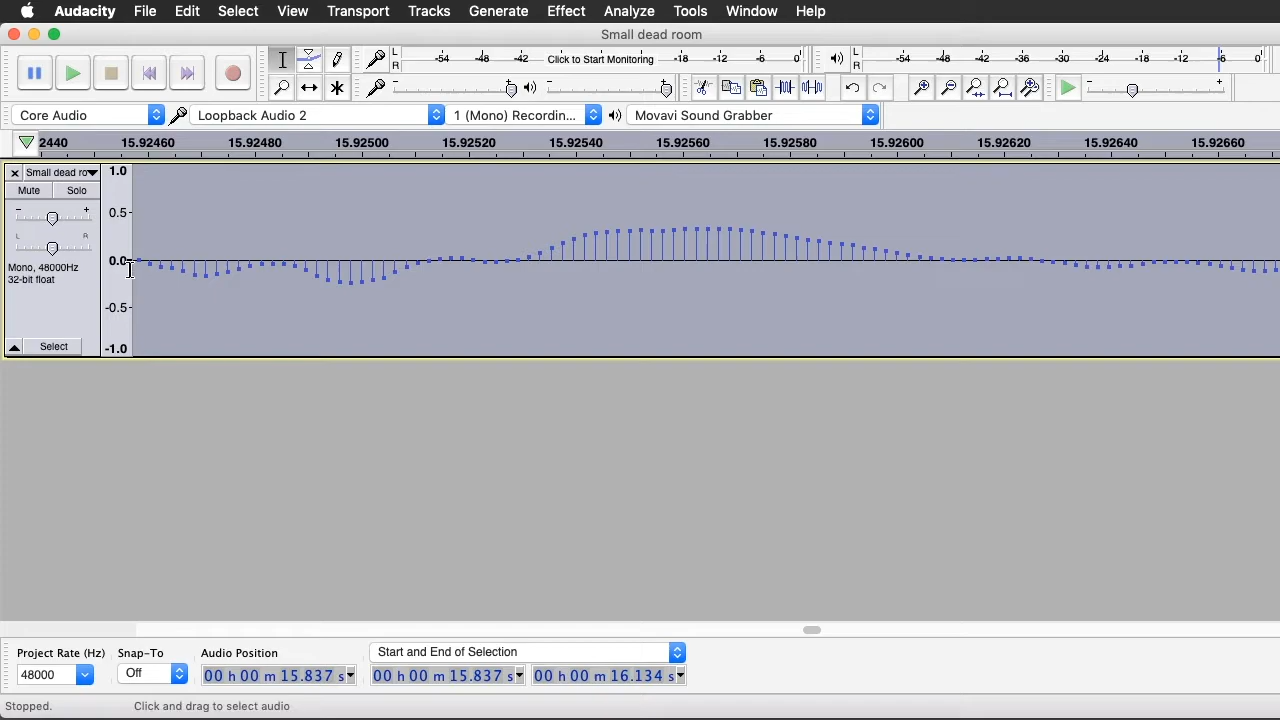 Audacity File Edit Select View Transport Tracks Generate Effect Analyze Tools Window Help
Small dead room
L R -54 -48 -42 Click to Start Monitoring -18 -12 -6 0 L R -54 -48 -42 -36 -30 -24 -18 -12 -6 0
Core Audio Loopback Audio 2 1 (Mono) Recordin... Movavi Sound Grabber
2440 15.92460 15.92480 15.92500 15.92520 15.92540 15.92560 15.92580 15.92600 15.92620 15.92640 15.92660
Small dead ro 1.0
Mute Solo
- + 0.5
L R
0.0
Mono, 48000Hz
32-bit float
-0.5
Select -1.0
Project Rate (Hz) Snap-To Audio Position Start and End of Selection
48000 Off 00 h 00 m 15.837 s 00 h 00 m 15.837 s 00 h 00 m 16.134 s
Stopped. Click and drag to select audio